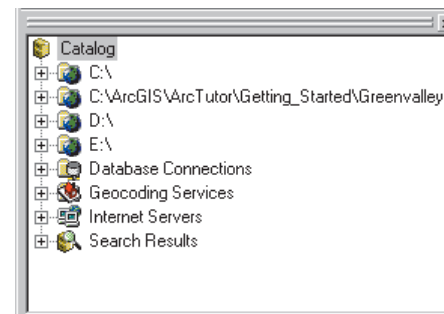 Catalog
C:\
C:\ArcGIS\ArcTutor\Getting_Started\Greenvalley
D:\
E:\
Database Connections
Geocoding Services
Internet Servers
Search Results